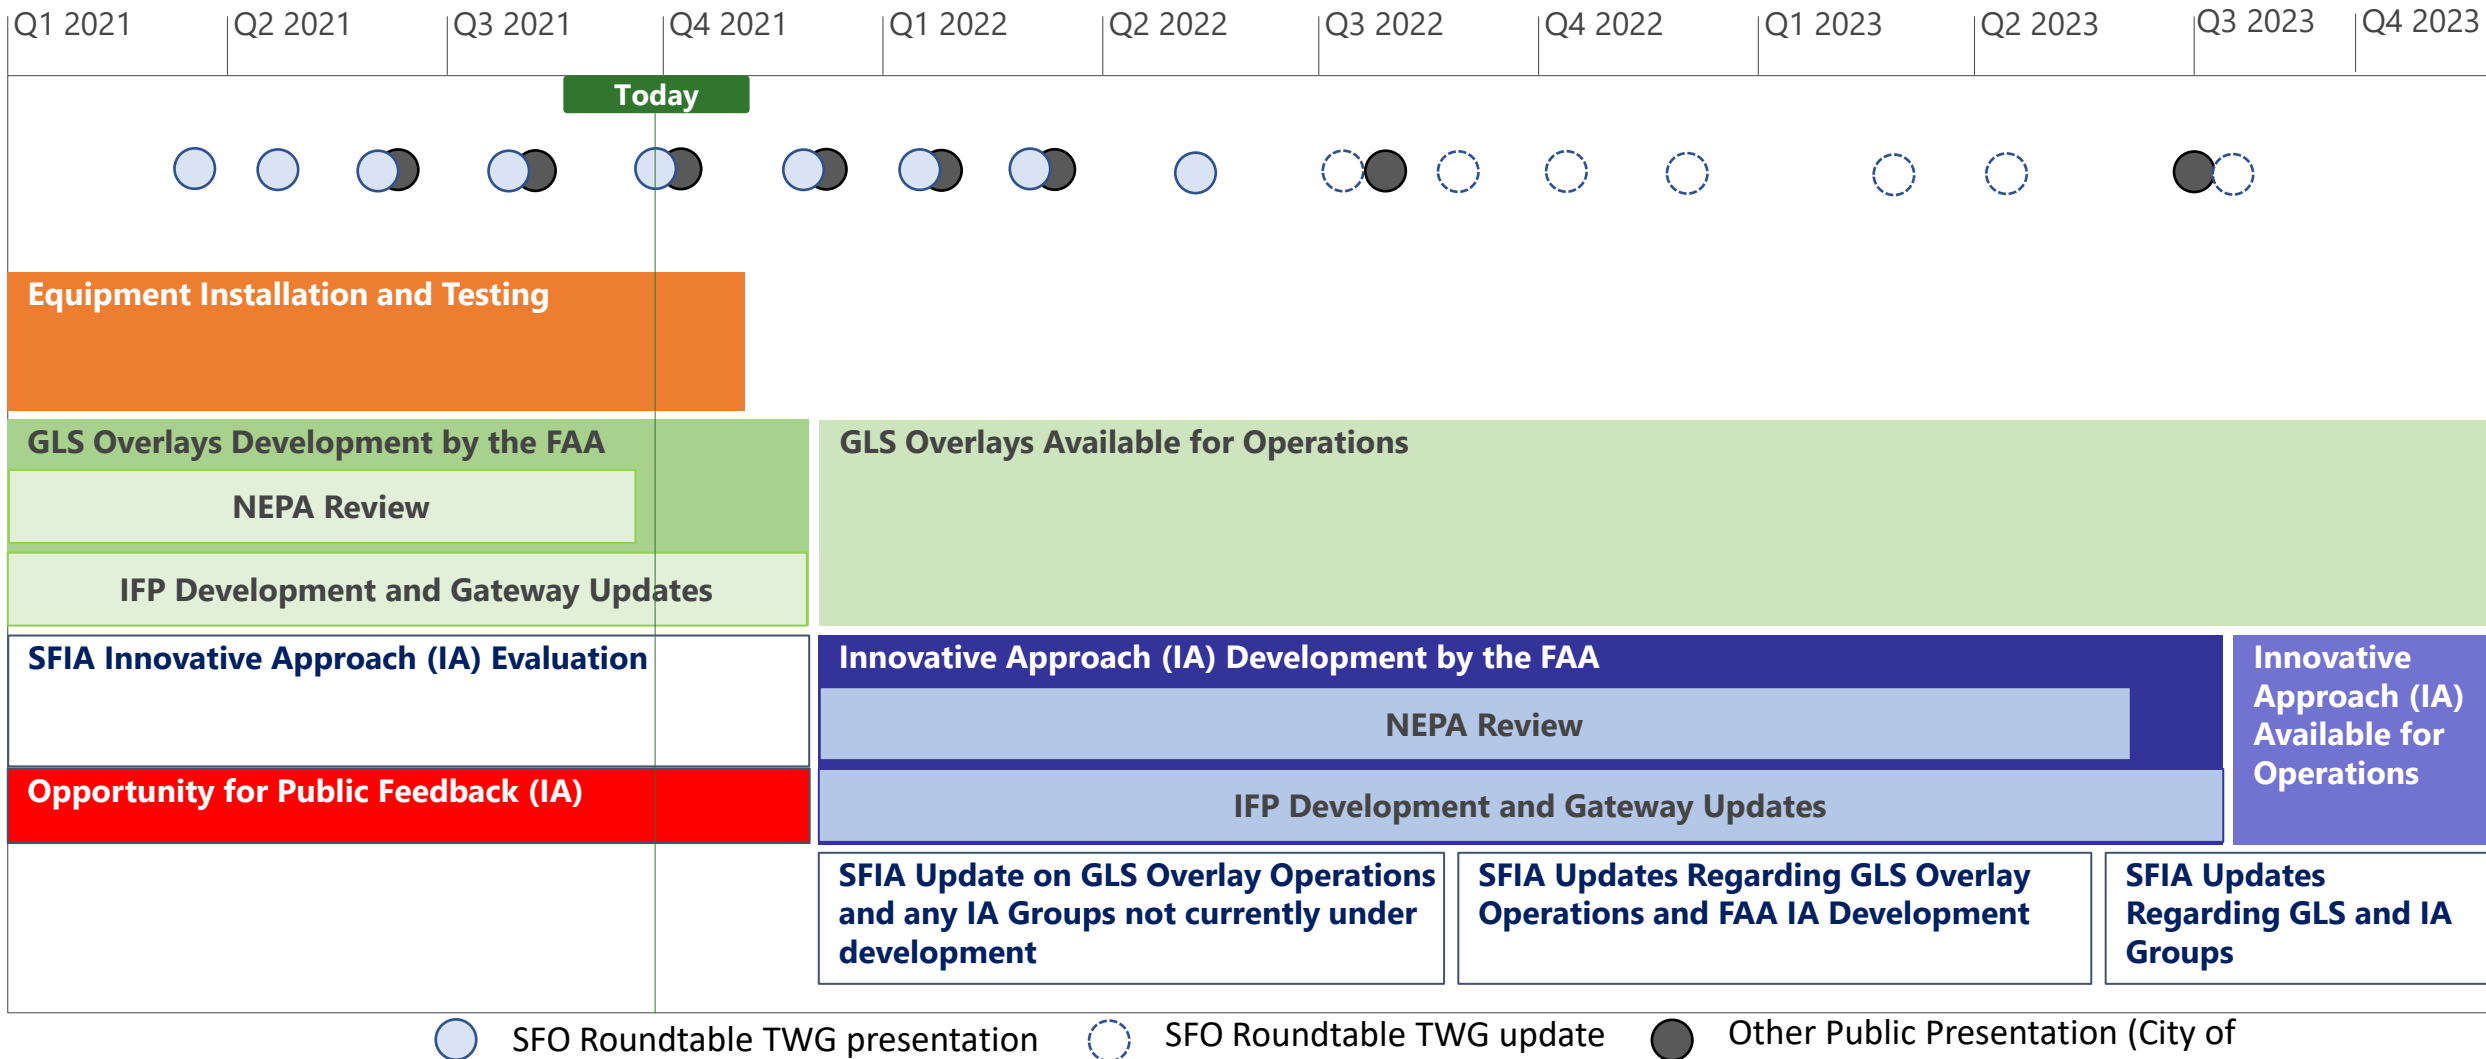 Q1 2021
Q2 2021
Q3 2021
Q4 2021
Q1 2022
Q2 2022
Q3 2022
Q4 2022
Q1 2023
Q2 2023
Q3 2023
Q4 2023
Today
Equipment Installation and Testing
GLS Overlays Development by the FAA
NEPA Review
IFP Development and Gateway Updates
GLS Overlays Available for Operations
SFIA Innovative Approach (IA) Evaluation
Opportunity for Public Feedback (IA)
Innovative Approach (IA) Development by the FAA
NEPA Review
IFP Development and Gateway Updates
Innovative
Approach (IA)
Available for
Operations
SFIA Update on GLS Overlay Operations
and any IA Groups not currently under
development
SFIA Updates Regarding GLS Overlay
Operations and FAA IA Development
SFIA Updates
Regarding GLS and IA
Groups
SFO Roundtable TWG presentation
SFO Roundtable TWG update
Other Public Presentation (City of